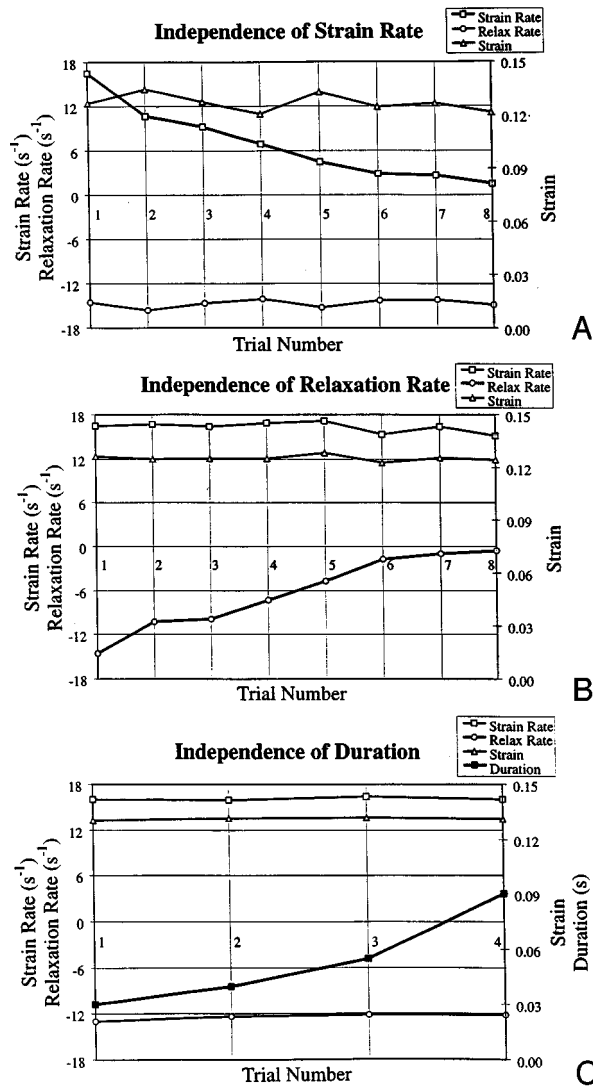 Independence of Strain Rate
Strain Rate
Relax Rate
Strain
18
12
6
0
-6
-12
-18
0.15
0.12
0.09
0.06
0.03
0.00
1 2 3 4 5 6 7 8
Strain Rate (s⁻¹)
Relaxation Rate (s⁻¹)
Strain
Trial Number
A
Independence of Relaxation Rate
Strain Rate
Relax Rate
Strain
18
12
6
0
-6
-12
-18
0.15
0.12
0.09
0.06
0.03
0.00
1 2 3 4 5 6 7 8
Strain Rate (s⁻¹)
Relaxation Rate (s⁻¹)
Strain
Trial Number
B
Independence of Duration
Strain Rate
Relax Rate
Strain
Duration
18
12
6
0
-6
-12
-18
0.15
0.12
0.09
0.06
0.03
0.00
1 2 3 4
Strain Rate (s⁻¹)
Relaxation Rate (s⁻¹)
Strain
Duration (s)
Trial Number
C